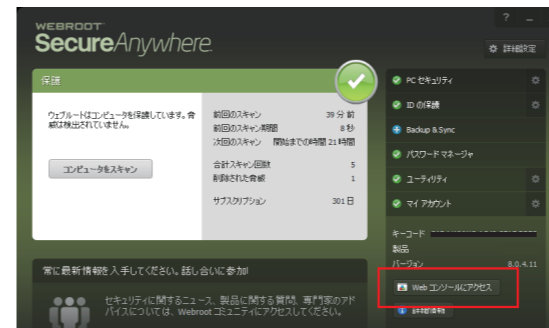 WEBROOT
SecureAnywhere.
? –
詳細設定
保護
ウェブルートはコンピュータを保護しています。脅
威は検出されていません。
コンピュータをスキャン
前回のスキャン 39 分 前
前回のスキャン期間 8 秒
次回のスキャン 開始までの時間 21 時間
合計スキャン回数 5
削除された脅威 1
サブスクリプション 301 日
PC セキュリティ
ID の保護
Backup & Sync
パスワード マネージャ
ユーティリティ
マイ アカウント
キーコード
製品
バージョン 8.0.4.11
Web コンソールにアクセス
詳細情報
常に最新情報を入手してください。話し
合いに参加!
セキュリティに関するニュース、製品に関する質問、専門家のアド
バイスについては、Webroot コミュニティにアクセスしてください。